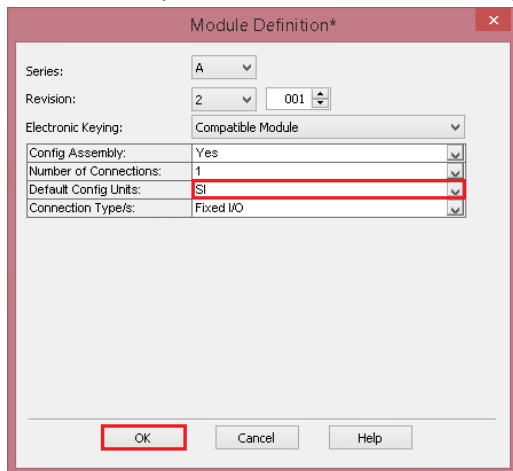 Module Definition*
Series: A
Revision: 2 001
Electronic Keying: Compatible Module
Config Assembly: Yes
Number of Connections: 1
Default Config Units: SI
Connection Type/s: Fixed I/O
OK Cancel Help